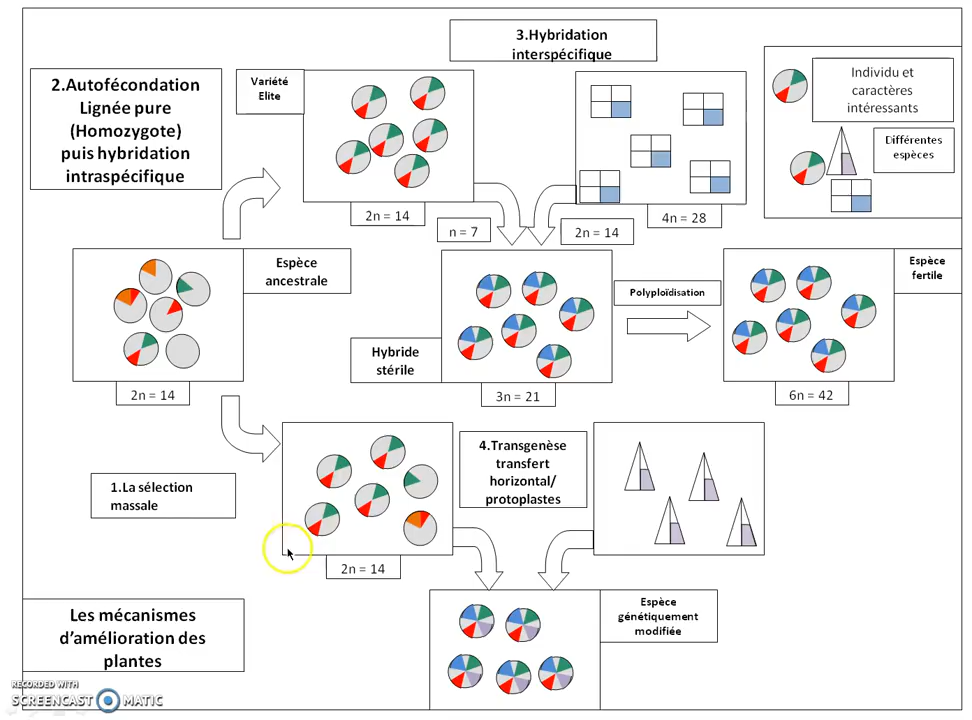 3.Hybridation
interspécifique
2.Autofécondation
Lignée pure
(Homozygote)
puis hybridation
intraspécifique
Variété
Elite
Individu et
caractères
intéressants
Différentes
espèces
2n = 14
n = 7
2n = 14
4n = 28
Espèce
ancestrale
Polyploïdisation
Espèce
fertile
Hybride
stérile
2n = 14
3n = 21
6n = 42
1.La sélection
massale
4.Transgenèse
transfert
horizontal/
protoplastes
2n = 14
Espèce
génétiquement
modifiée
Les mécanismes
d'amélioration des
plantes
RECORDED WITH
SCREENCAST MATIC